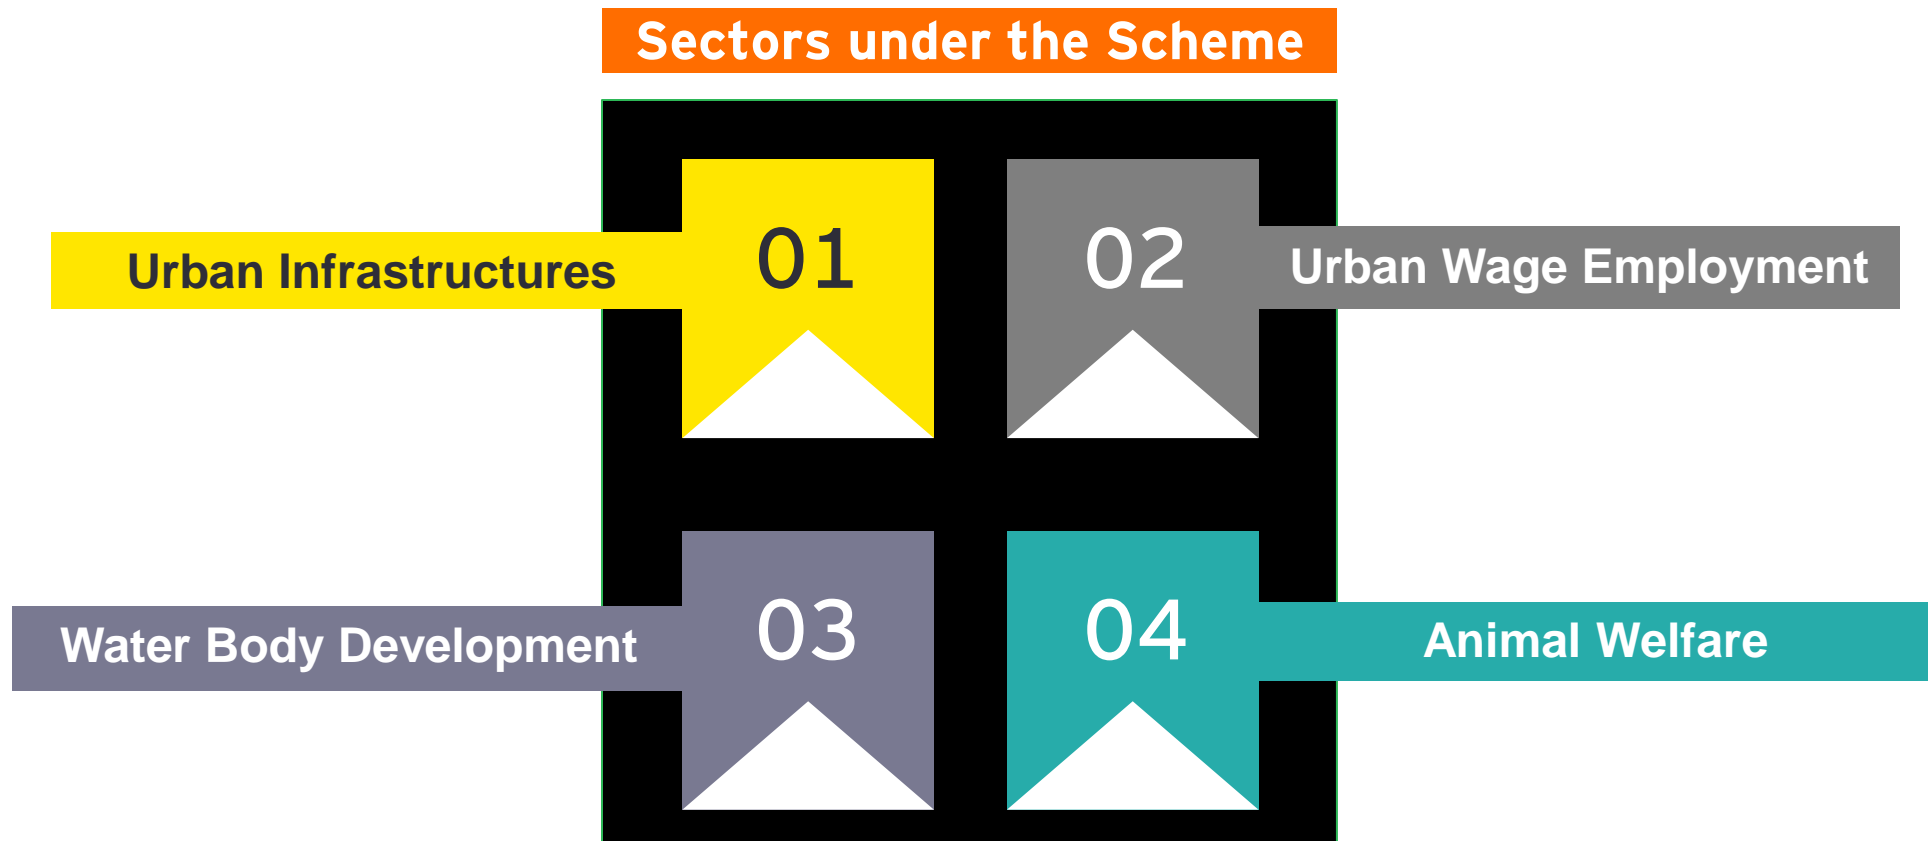 Sectors under the Scheme
Urban Infrastructures
01
02
Urban Wage Employment
Water Body Development
03
04
Animal Welfare